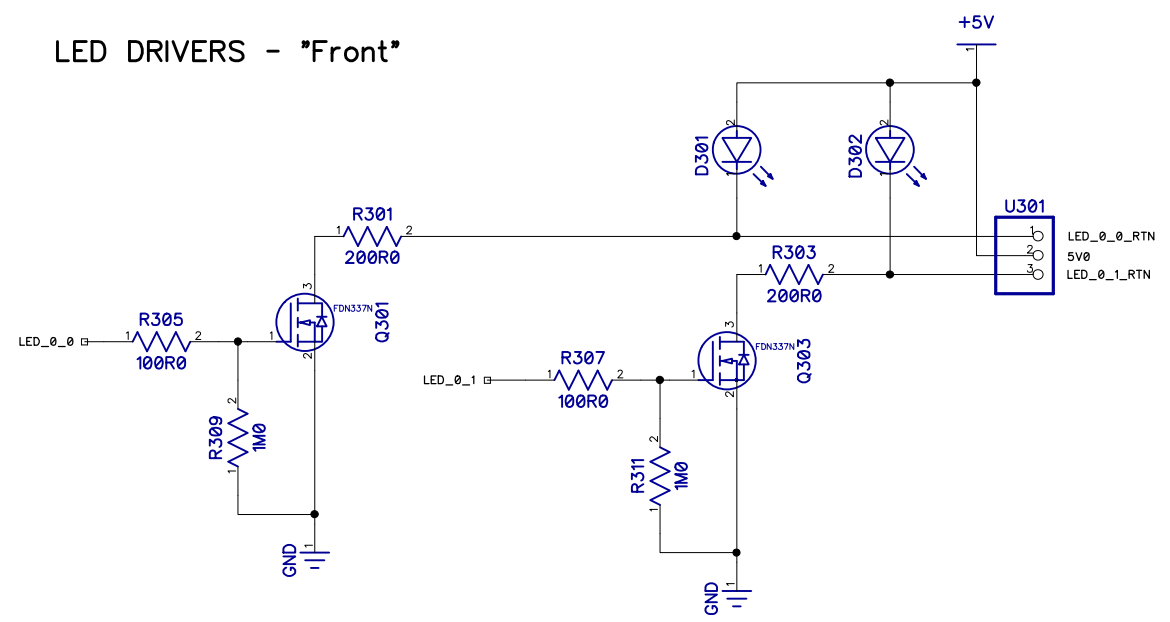 LED DRIVERS - "Front"
+5V
1
2
D301
1
2
D302
1
U301
1
LED_0_0_RTN
2
5V0
3
LED_0_1_RTN
R301
1
2
200R0
R303
1
2
200R0
3
FDN337N
Q301
1
2
LED_0_0
R305
1
2
100R0
3
FDN337N
Q303
1
2
LED_0_1
R307
1
2
100R0
2
R309
1M0
1
2
R311
1M0
1
1
GND
1
GND